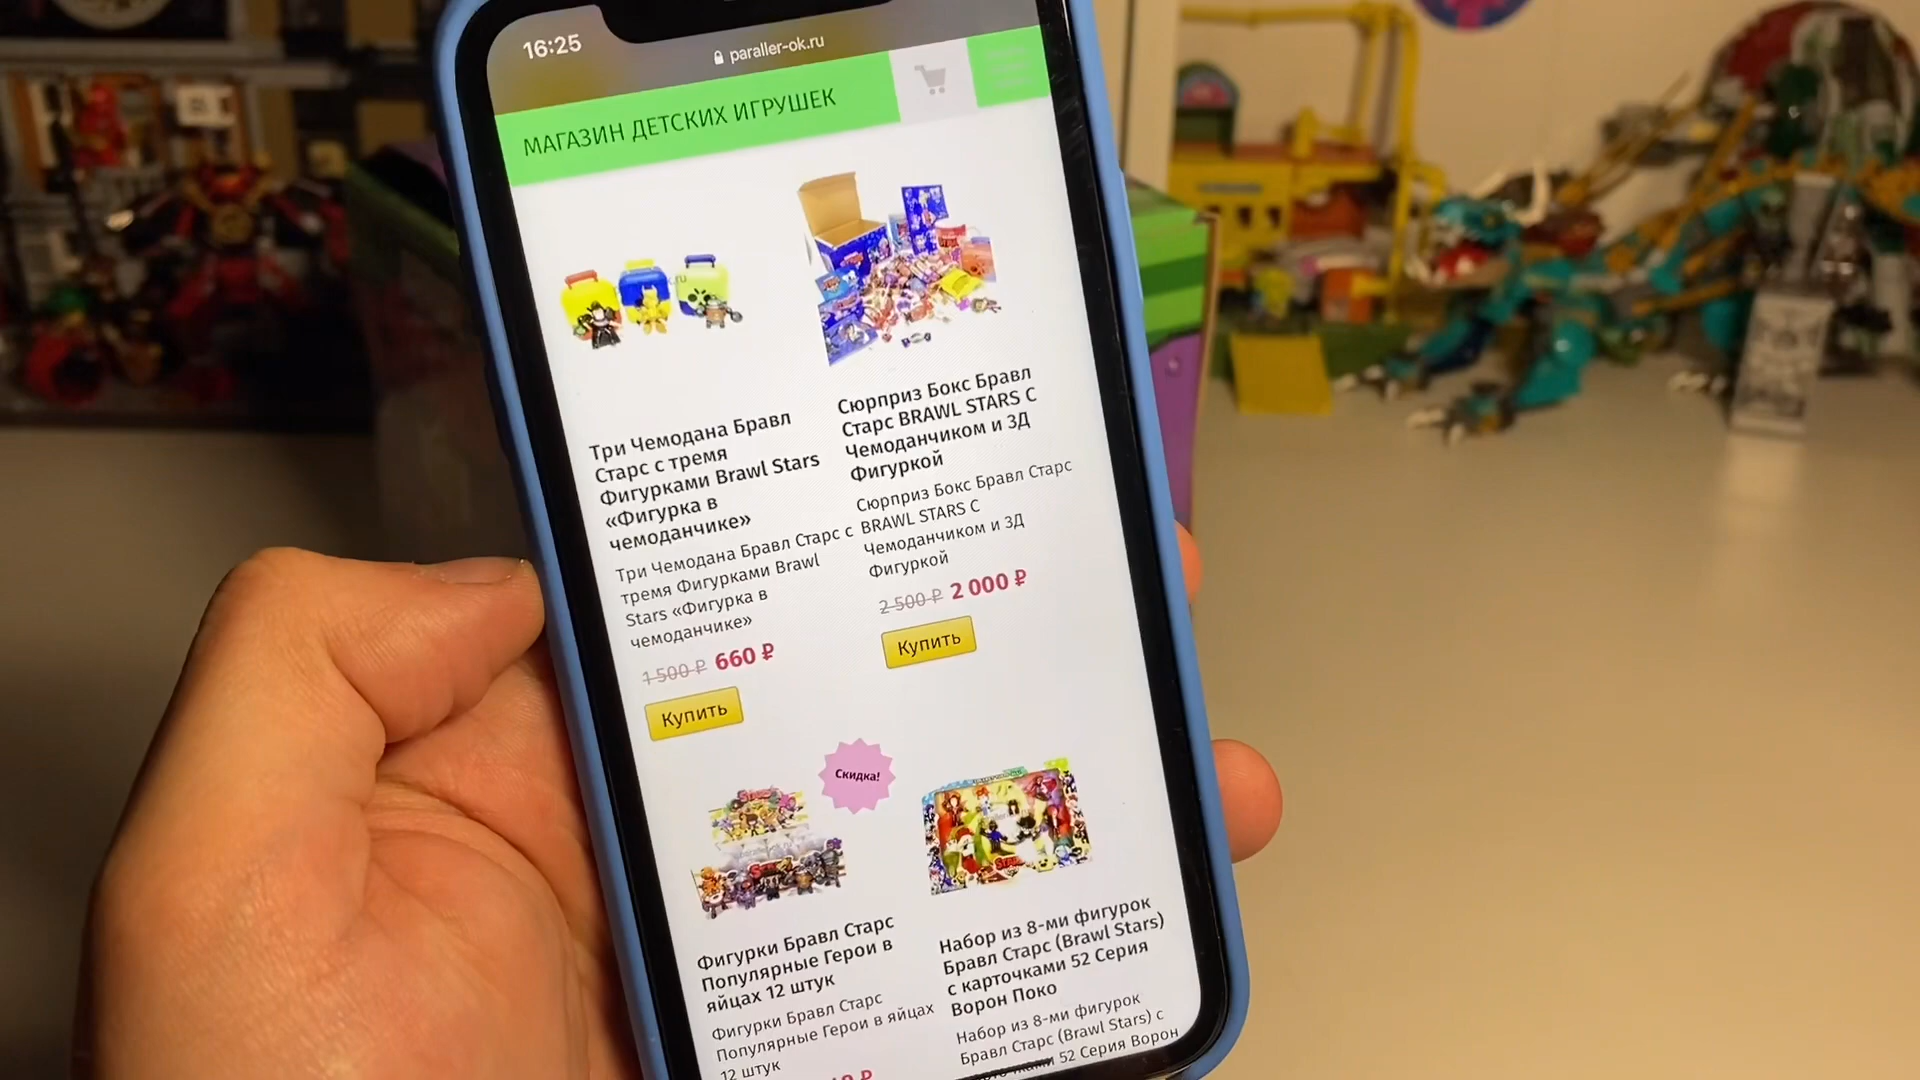 16:25
paraller-ok.ru
МАГАЗИН ДЕТСКИХ ИГРУШЕК
Три Чемодана Бравл
Старс с тремя
Фигурками Brawl Stars
«Фигурка в
чемоданчике»
Три Чемодана Бравл Старс с
тремя Фигурками Brawl
Stars «Фигурка в
чемоданчике»
1 500 ₽ 660 ₽
Купить
Сюрприз Бокс Бравл
Старс BRAWL STARS С
Чемоданчиком и 3Д
Фигуркой
Сюрприз Бокс Бравл Старс
BRAWL STARS С
Чемоданчиком и 3Д
Фигуркой
2 500 ₽ 2 000 ₽
Купить
Скидка!
Фигурки Бравл Старс
Популярные Герои в
яйцах 12 штук
Фигурки Бравл Старс
Популярные Герои в яйцах
12 штук
Набор из 8-ми фигурок
Бравл Старс (Brawl Stars)
с карточками 52 Серия
Ворон Поко
Набор из 8-ми фигурок
Бравл Старс (Brawl Stars) с
52 Серия Ворон